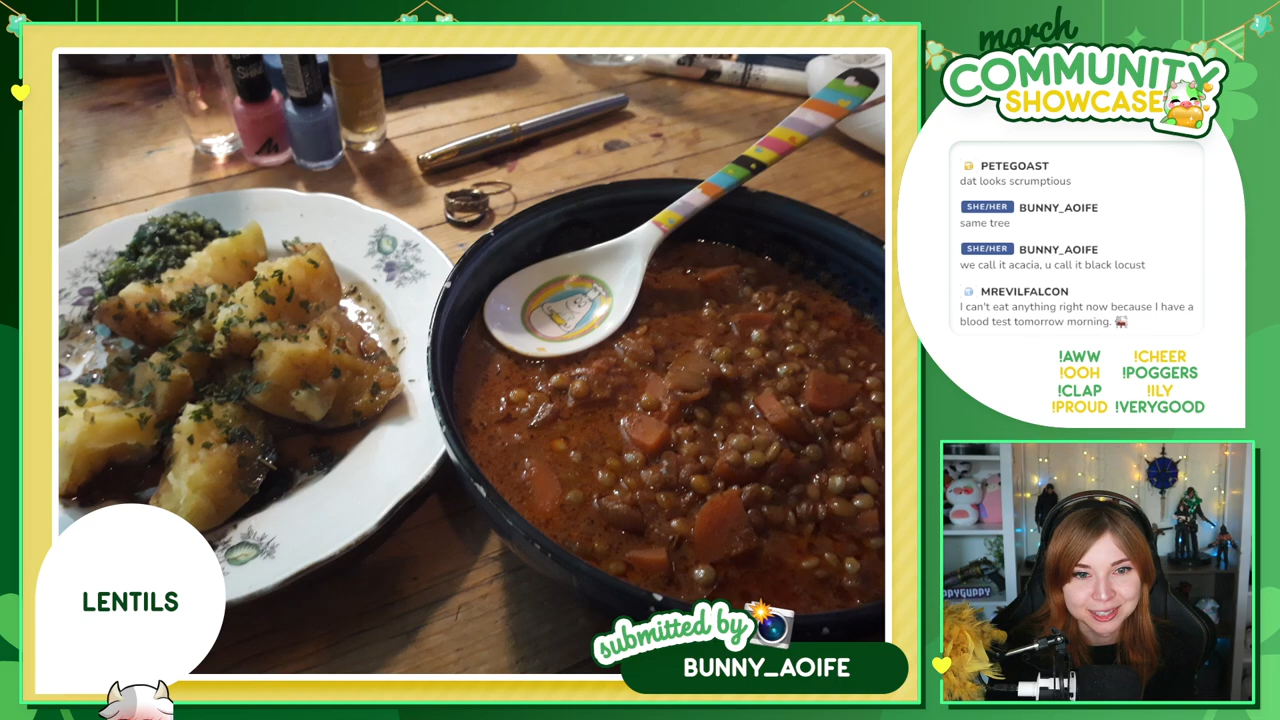 march
COMMUNITY
SHOWCASE
PETEGOAST
dat looks scrumptious
SHE/HER BUNNY_AOIFE
same tree
SHE/HER BUNNY_AOIFE
we call it acacia, u call it black locust
MREVILFALCON
I can't eat anything right now because I have a
blood test tomorrow morning.
!AWW !CHEER
!OOH !POGGERS
!CLAP !ILY
!PROUD !VERYGOOD
LENTILS
submitted by
BUNNY_AOIFE